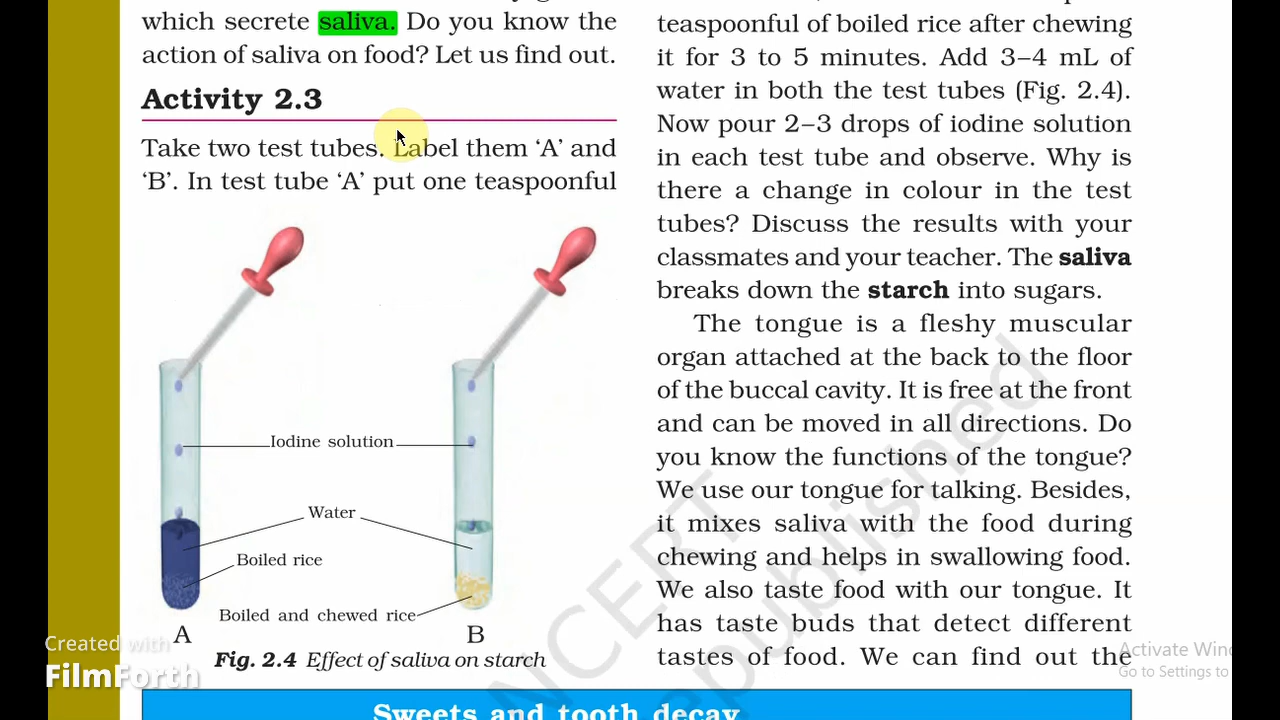 which secrete saliva. Do you know the
action of saliva on food? Let us find out.
Activity 2.3
Take two test tubes. Label them ‘A’ and
‘B’. In test tube ‘A’ put one teaspoonful
Iodine solution
Water
Boiled rice
Boiled and chewed rice
A
B
Fig. 2.4 Effect of saliva on starch
teaspoonful of boiled rice after chewing
it for 3 to 5 minutes. Add 3–4 mL of
water in both the test tubes (Fig. 2.4).
Now pour 2–3 drops of iodine solution
in each test tube and observe. Why is
there a change in colour in the test
tubes? Discuss the results with your
classmates and your teacher. The saliva
breaks down the starch into sugars.
The tongue is a fleshy muscular
organ attached at the back to the floor
of the buccal cavity. It is free at the front
and can be moved in all directions. Do
you know the functions of the tongue?
We use our tongue for talking. Besides,
it mixes saliva with the food during
chewing and helps in swallowing food.
We also taste food with our tongue. It
has taste buds that detect different
tastes of food. We can find out the
Sweets and tooth decay
NCERT
Created with
FilmForth
Activate Win
Go to Settings to